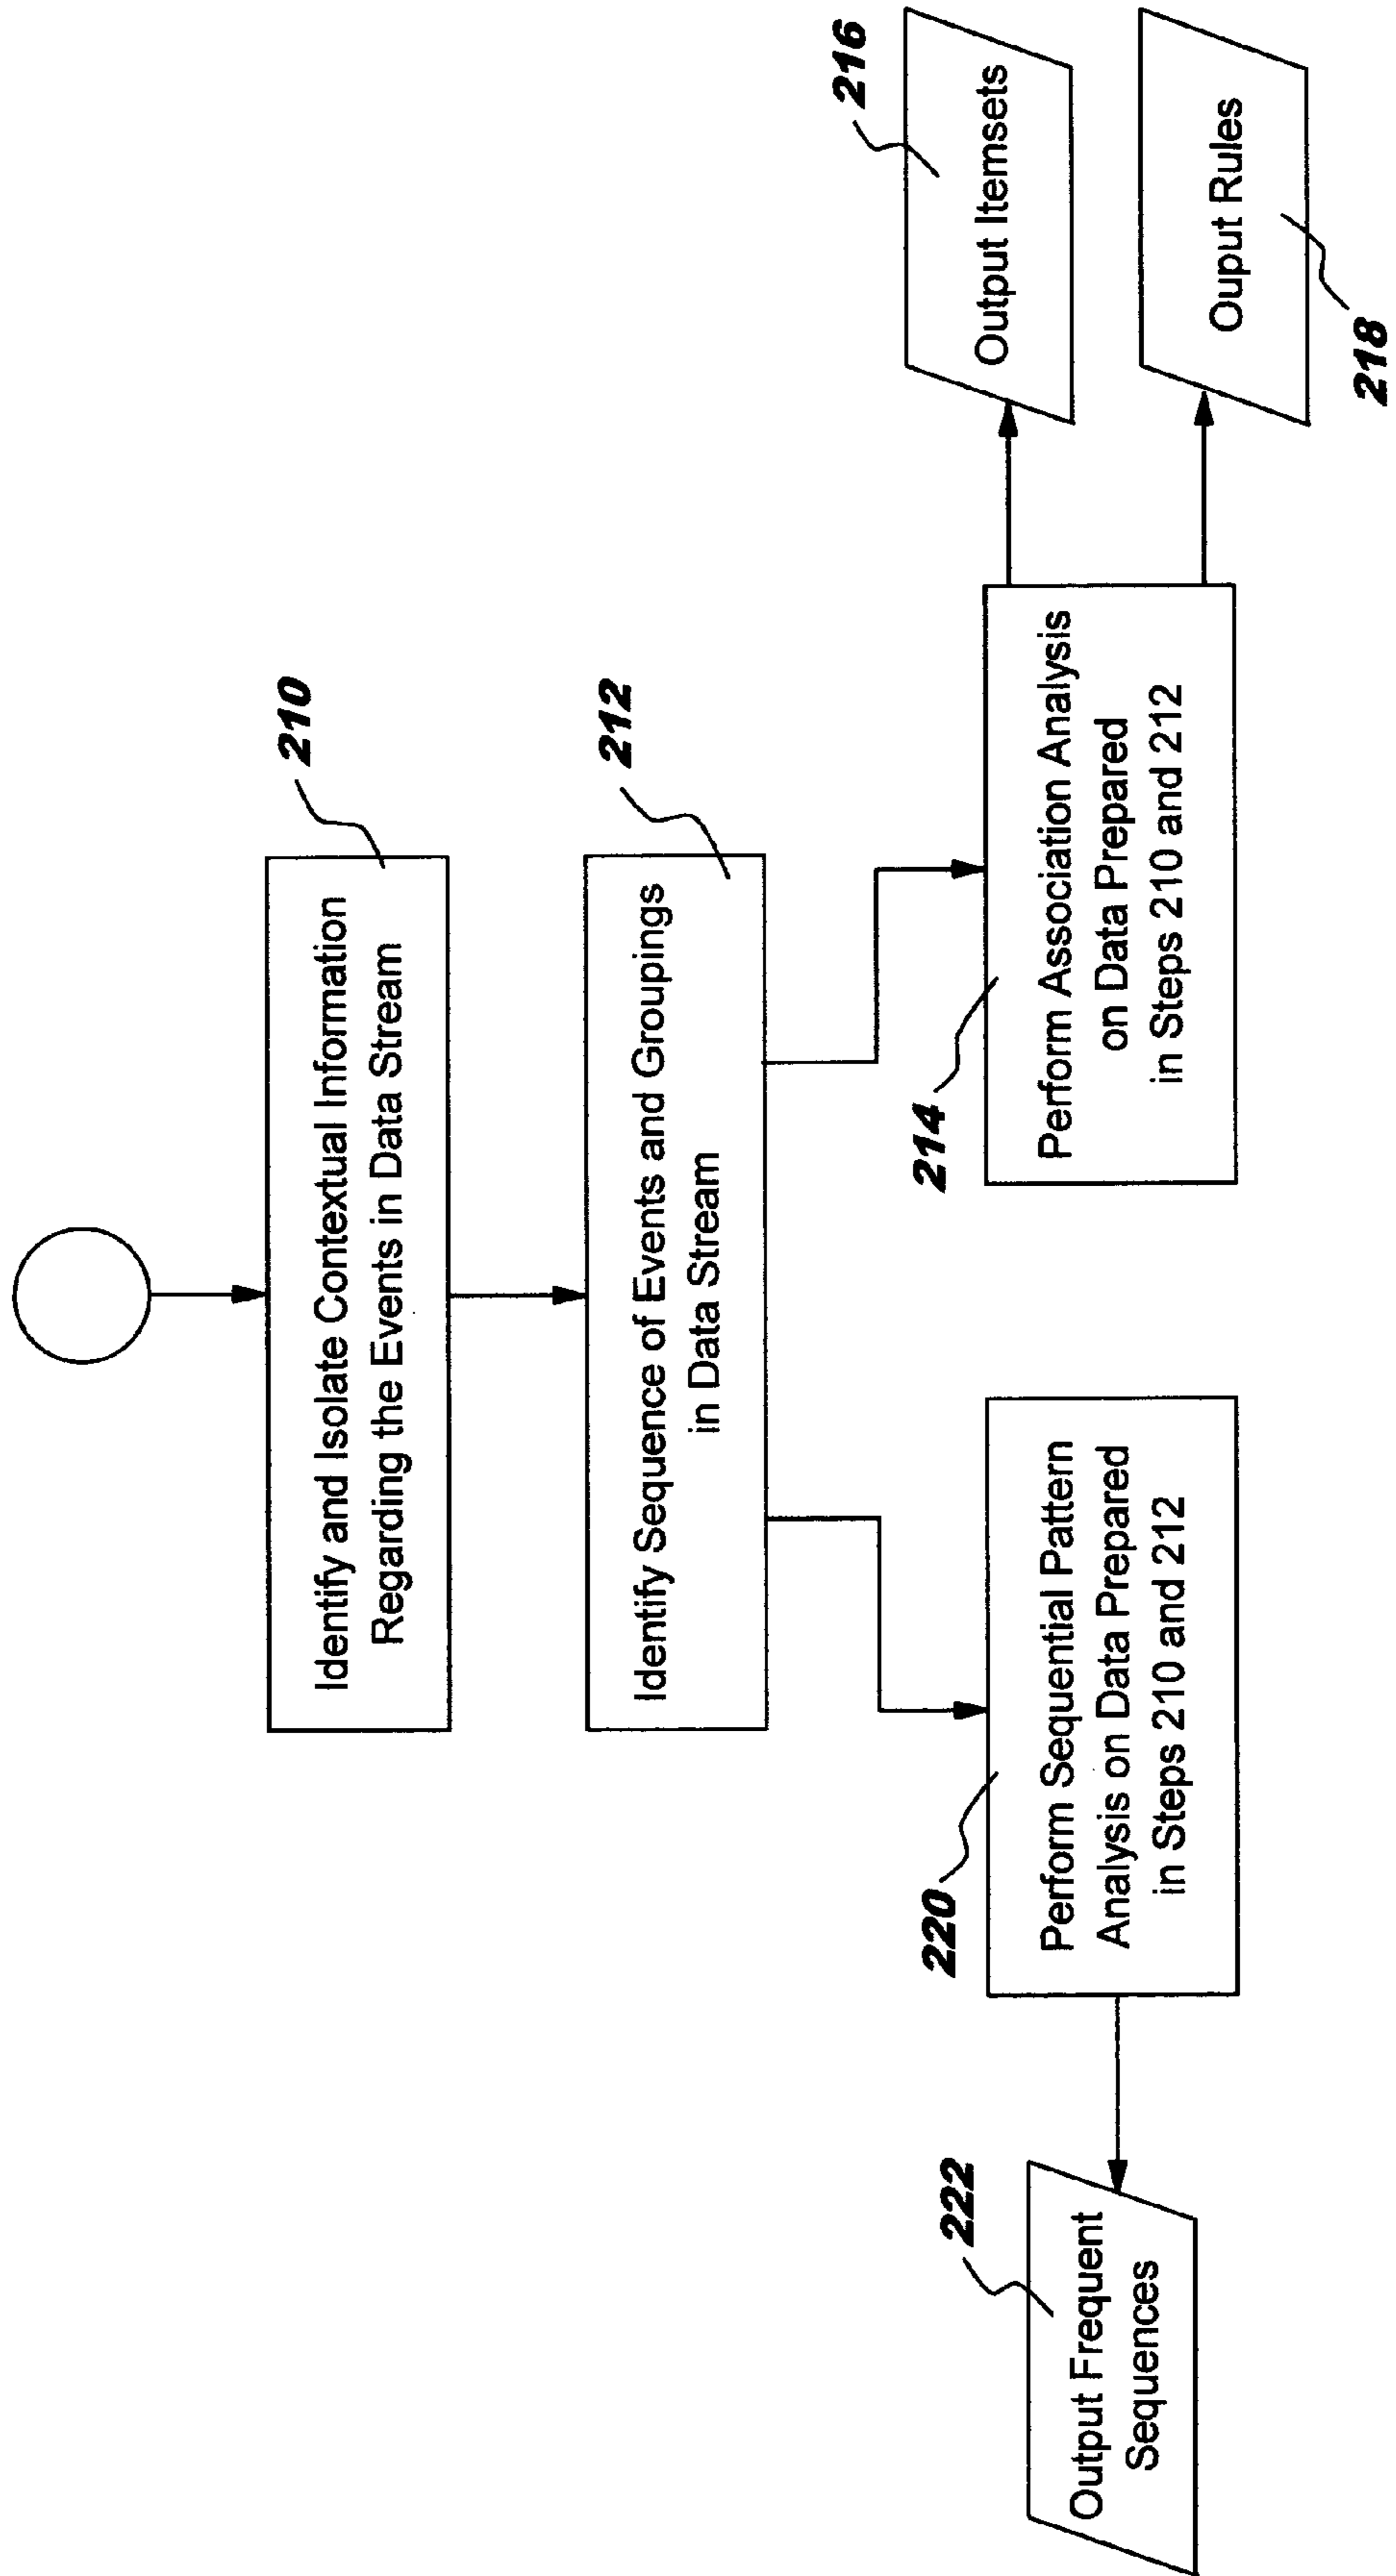 210
Identify and Isolate Contextual Information
Regarding the Events in Data Stream
212
Identify Sequence of Events and Groupings
in Data Stream
220
Perform Sequential Pattern
Analysis on Data Prepared
in Steps 210 and 212
222
Output Frequent
Sequences
214
Perform Association Analysis
on Data Prepared
in Steps 210 and 212
216
Output Itemsets
Ouput Rules
218